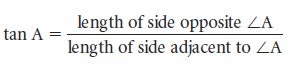 tan A = length of side opposite ∠A
length of side adjacent to ∠A